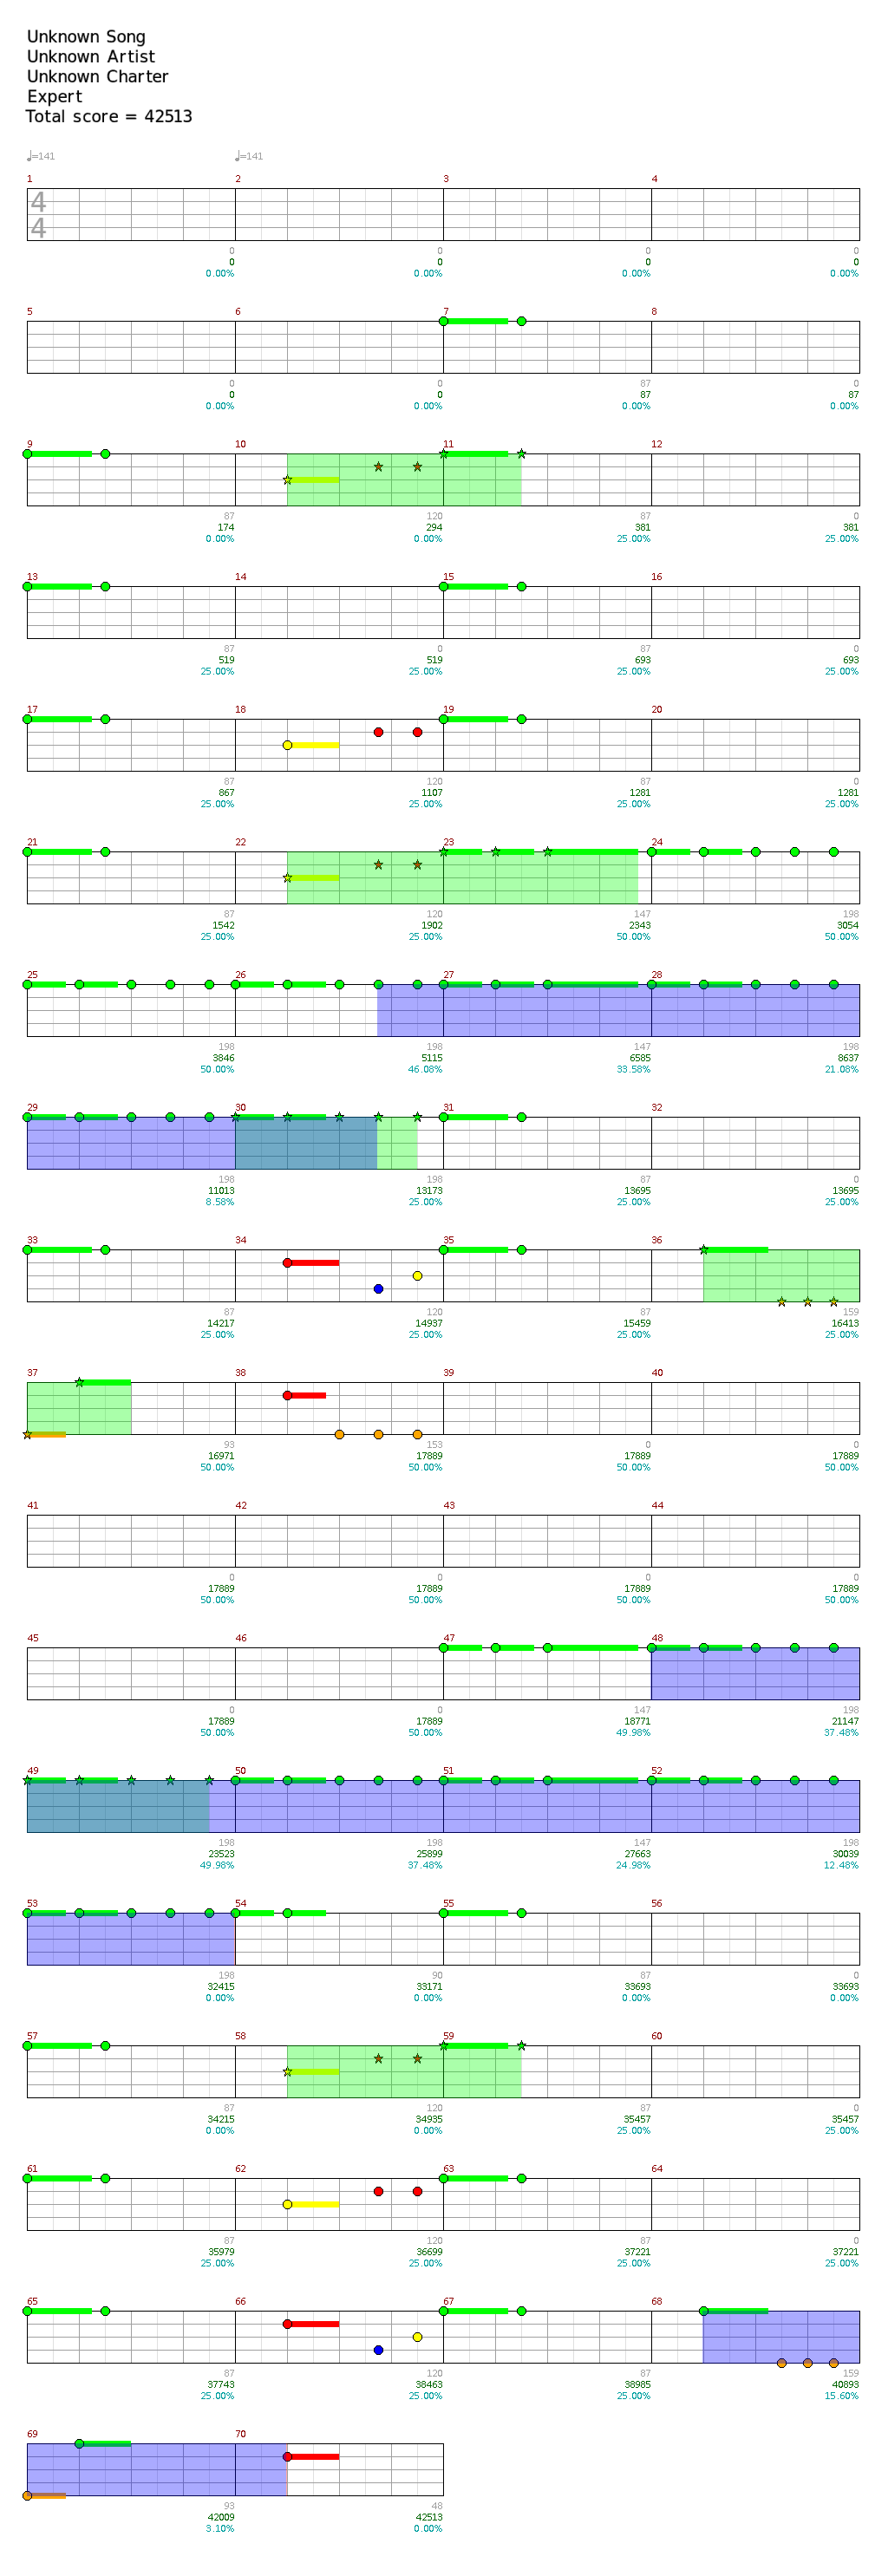 Unknown Song
Unknown Artist
Unknown Charter
Expert
Total score = 42513
♩=141 ♩=141
1 2 3 4
4
4
0 0 0 0
0 0 0 0
0.00% 0.00% 0.00% 0.00%
5 6 7 8
0 0 87 0
0 0 87 87
0.00% 0.00% 0.00% 0.00%
9 10 11 12
87 120 87 0
174 294 381 381
0.00% 0.00% 25.00% 25.00%
13 14 15 16
87 0 87 0
519 519 693 693
25.00% 25.00% 25.00% 25.00%
17 18 19 20
87 120 87 0
867 1107 1281 1281
25.00% 25.00% 25.00% 25.00%
21 22 23 24
87 120 147 198
1542 1902 2343 3054
25.00% 25.00% 50.00% 50.00%
25 26 27 28
198 198 147 198
3846 5115 6585 8637
50.00% 46.08% 33.58% 21.08%
29 30 31 32
198 198 87 0
11013 13173 13695 13695
8.58% 25.00% 25.00% 25.00%
33 34 35 36
87 120 87 159
14217 14937 15459 16413
25.00% 25.00% 25.00% 25.00%
37 38 39 40
93 153 0 0
16971 17889 17889 17889
50.00% 50.00% 50.00% 50.00%
41 42 43 44
0 0 0 0
17889 17889 17889 17889
50.00% 50.00% 50.00% 50.00%
45 46 47 48
0 0 147 198
17889 17889 18771 21147
50.00% 50.00% 49.98% 37.48%
49 50 51 52
198 198 147 198
23523 25899 27663 30039
49.98% 37.48% 24.98% 12.48%
53 54 55 56
198 90 87 0
32415 33171 33693 33693
0.00% 0.00% 0.00% 0.00%
57 58 59 60
87 120 87 0
34215 34935 35457 35457
0.00% 0.00% 25.00% 25.00%
61 62 63 64
87 120 87 0
35979 36699 37221 37221
25.00% 25.00% 25.00% 25.00%
65 66 67 68
87 120 87 159
37743 38463 38985 40893
25.00% 25.00% 25.00% 15.60%
69 70
93 48
42009 42513
3.10% 0.00%